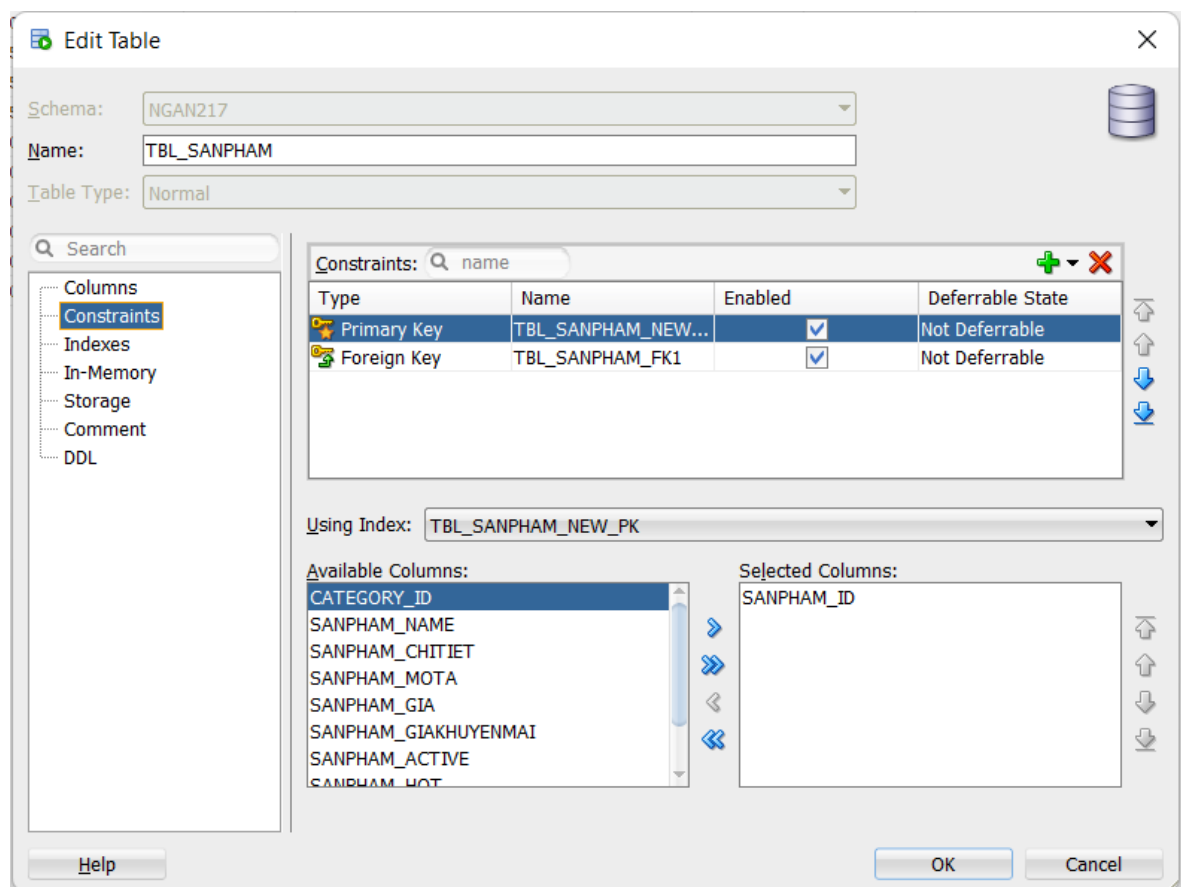 Edit Table
Schema: NGAN217
Name: TBL_SANPHAM
Table Type: Normal
Search
Columns
Constraints
Indexes
In-Memory
Storage
Comment
DDL
Constraints: name
Type Name Enabled Deferrable State
Primary Key TBL_SANPHAM_NEW... Not Deferrable
Foreign Key TBL_SANPHAM_FK1 Not Deferrable
Using Index: TBL_SANPHAM_NEW_PK
Available Columns:
CATEGORY_ID
SANPHAM_NAME
SANPHAM_CHITIET
SANPHAM_MOTA
SANPHAM_GIA
SANPHAM_GIAKHUYENMAI
SANPHAM_ACTIVE
SANPHAM_HOT
Selected Columns:
SANPHAM_ID
Help
OK
Cancel